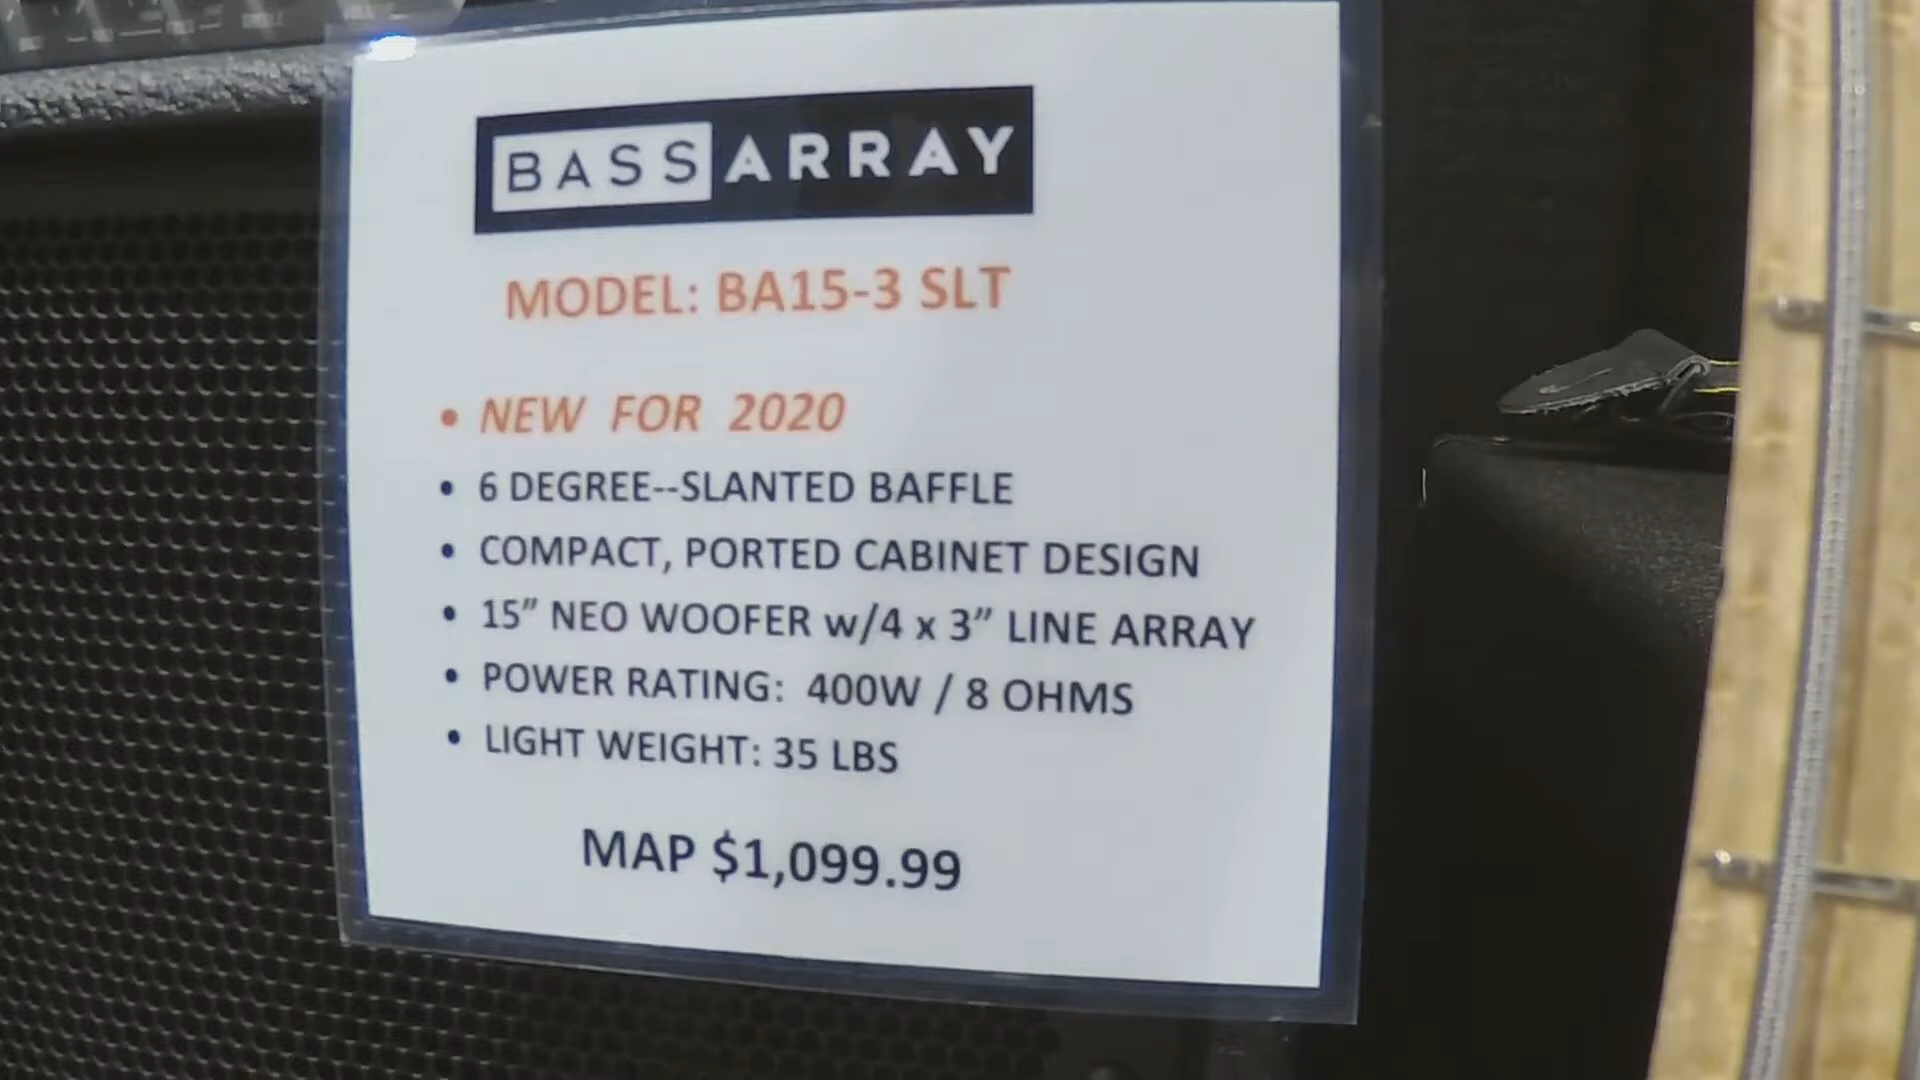 BASS ARRAY
MODEL: BA15-3 SLT
• NEW FOR 2020
• 6 DEGREE--SLANTED BAFFLE
• COMPACT, PORTED CABINET DESIGN
• 15” NEO WOOFER w/4 x 3” LINE ARRAY
• POWER RATING: 400W / 8 OHMS
• LIGHT WEIGHT: 35 LBS
MAP $1,099.99